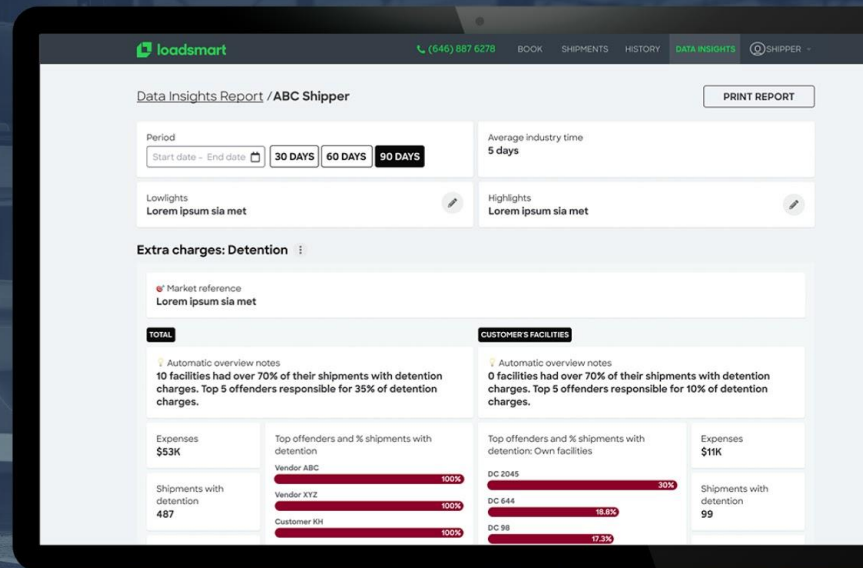 loadsmart
(646) 887 6278 BOOK SHIPMENTS HISTORY DATA INSIGHTS SHIPPER
Data Insights Report /ABC Shipper
PRINT REPORT
Period
Start date - End date 30 DAYS 60 DAYS 90 DAYS
Average industry time
5 days
Lowlights
Lorem ipsum sia met
Highlights
Lorem ipsum sia met
Extra charges: Detention
Market reference
Lorem ipsum sia met
TOTAL
Automatic overview notes
10 facilities had over 70% of their shipments with detention
charges. Top 5 offenders responsible for 35% of detention
charges.
Expenses
$53K
Shipments with
detention
487
Top offenders and % shipments with
detention
Vendor ABC
100%
Vendor XYZ
100%
Customer KH
100%
CUSTOMER'S FACILITIES
Automatic overview notes
0 facilities had over 70% of their shipments with detention
charges. Top 5 offenders responsible for 10% of detention
charges.
Top offenders and % shipments with
detention: Own facilities
DC 2045
30%
DC 644
18.8%
DC 98
17.3%
Expenses
$11K
Shipments with
detention
99